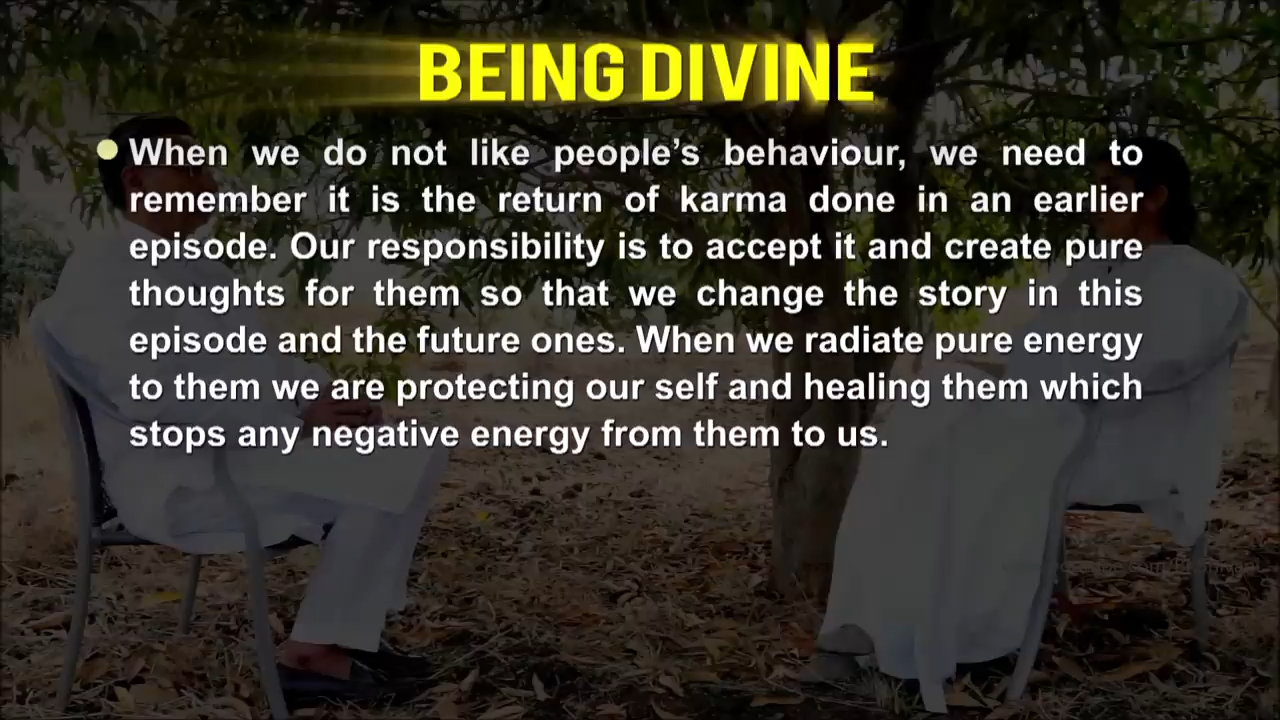 BEING DIVINE
When we do not like people's behaviour, we need to
remember it is the return of karma done in an earlier
episode. Our responsibility is to accept it and create pure
thoughts for them so that we change the story in this
episode and the future ones. When we radiate pure energy
to them we are protecting our self and healing them which
stops any negative energy from them to us.